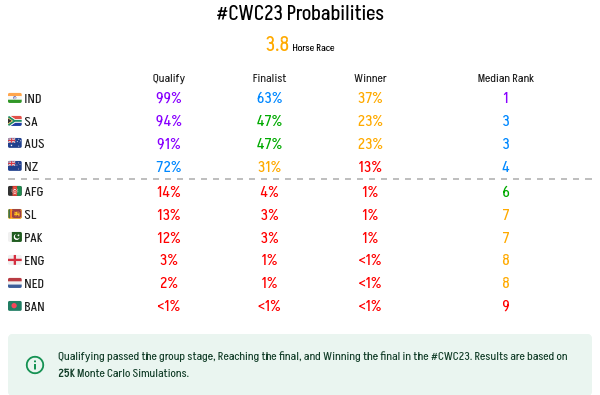 #CWC23 Probabilities
3.8 Horse Race
Qualify Finalist Winner Median Rank
IND 99% 63% 37% 1
SA 94% 47% 23% 3
AUS 91% 47% 23% 3
NZ 72% 31% 13% 4
AFG 14% 4% 1% 6
SL 13% 3% 1% 7
PAK 12% 3% 1% 7
ENG 3% 1% <1% 8
NED 2% 1% <1% 8
BAN <1% <1% <1% 9
Qualifying passed the group stage, Reaching the final, and Winning the final in the #CWC23. Results are based on
25K Monte Carlo Simulations.